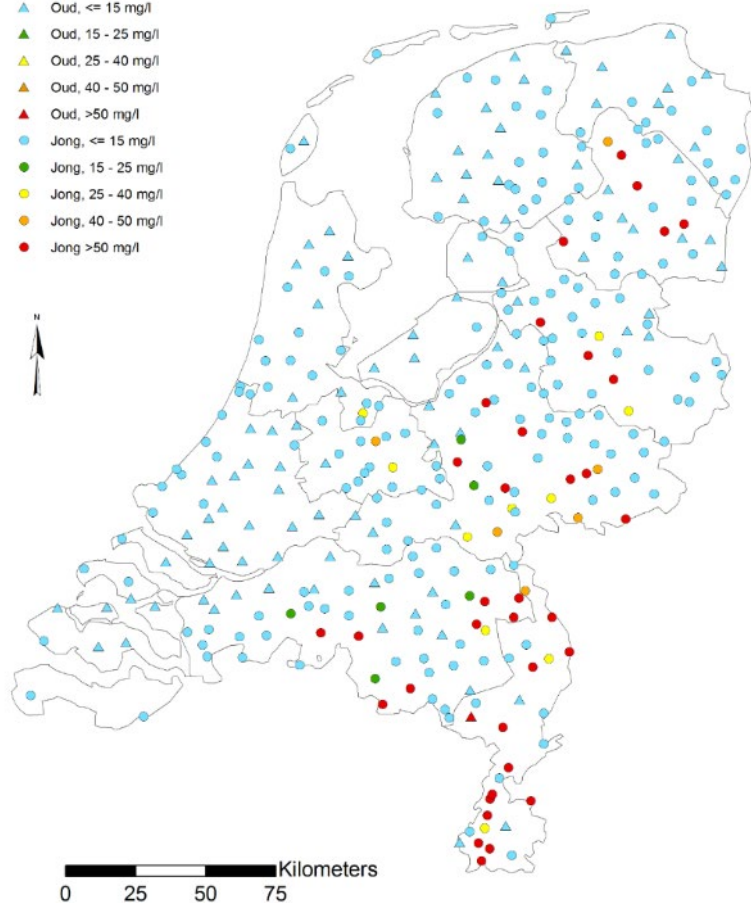 Oud, <= 15 mg/l
Oud, 15 - 25 mg/l
Oud, 25 - 40 mg/l
Oud, 40 - 50 mg/l
Oud, >50 mg/l
Jong, <= 15 mg/l
Jong, 15 - 25 mg/l
Jong, 25 - 40 mg/l
Jong, 40 - 50 mg/l
Jong >50 mg/l
N
Kilometers
0 25 50 75